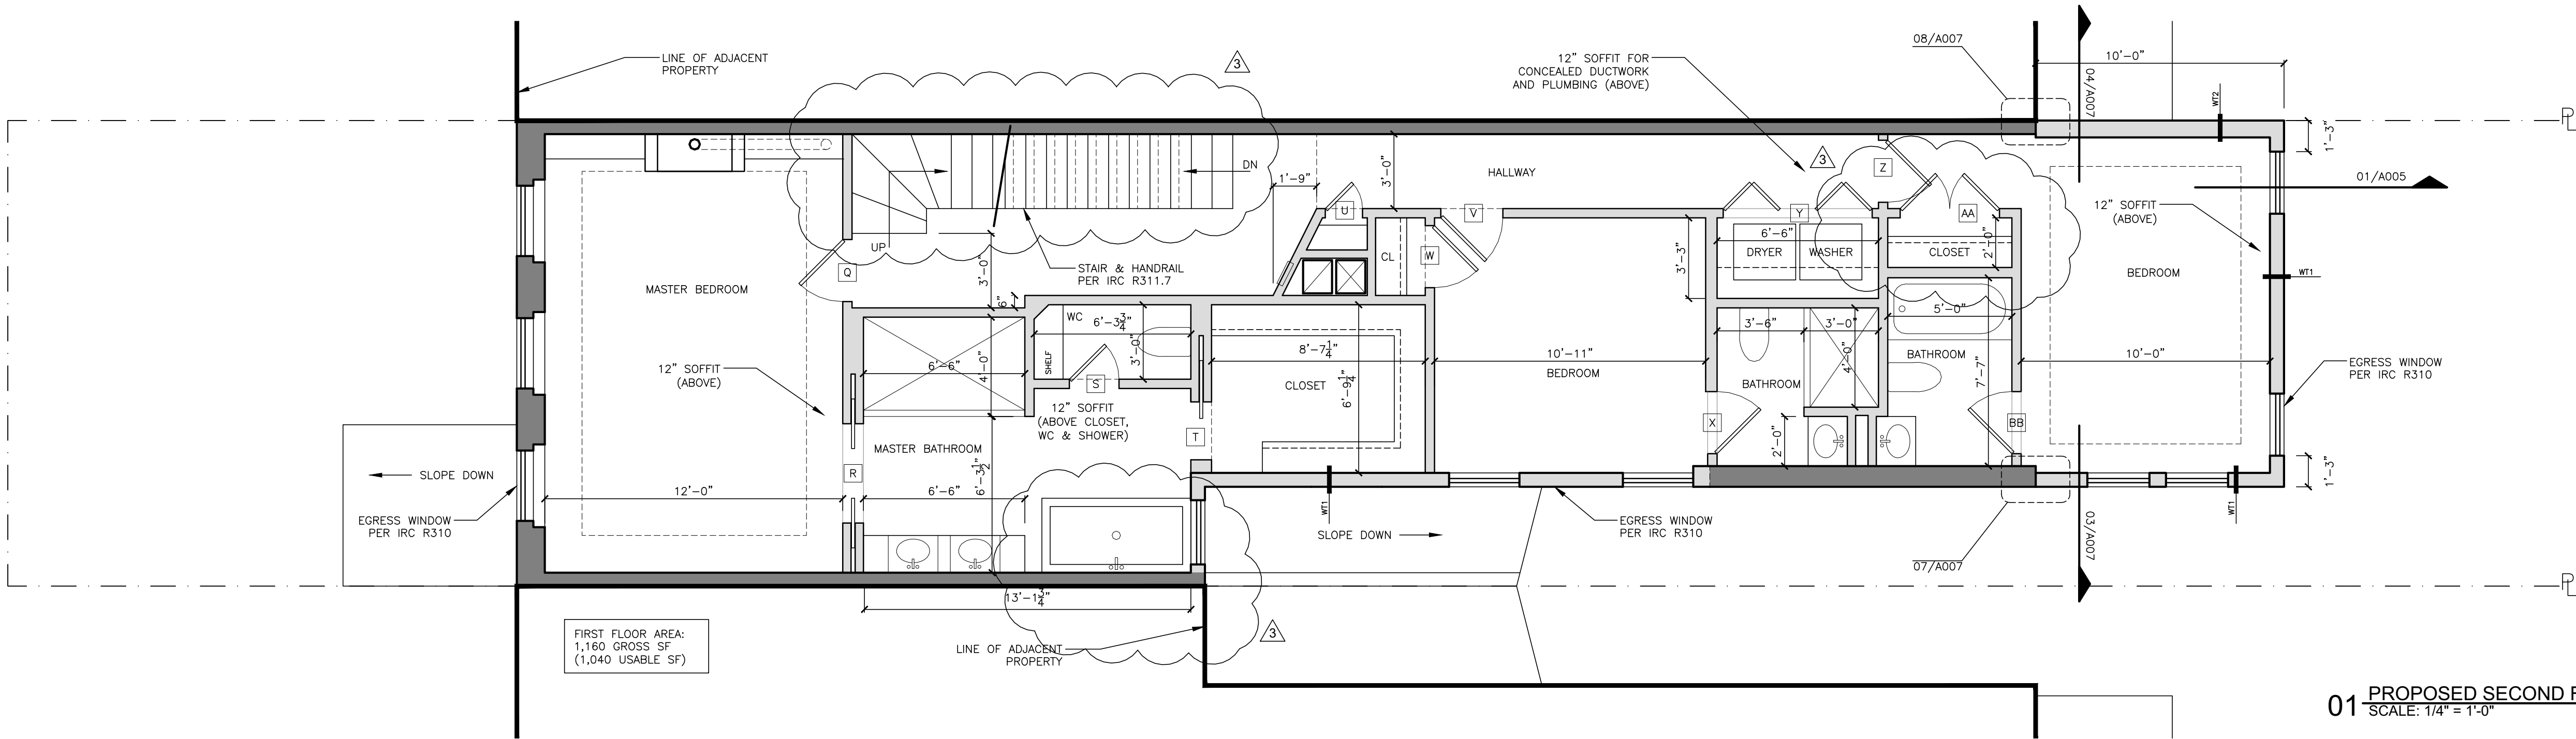 LINE OF ADJACENT
PROPERTY
3
12" SOFFIT FOR
CONCEALED DUCTWORK
AND PLUMBING (ABOVE)
08/A007
04/A007
10'-0"
WT2
1'-3"
PL
01/A005
12" SOFFIT
(ABOVE)
WT1
DN
UP
Q
3'-0"
6"
STAIR & HANDRAIL
PER IRC R311.7
1'-9"
3'-0"
HALLWAY
3
Z
U
V
W
CL
Y
AA
6'-6"
DRYER
WASHER
3'-3"
CLOSET
2'-0"
BEDROOM
MASTER BEDROOM
12" SOFFIT
(ABOVE)
WC
6'-3 3/4"
3'-0"
SHELF
S
6'-6"
4'-0"
12" SOFFIT
(ABOVE CLOSET,
WC & SHOWER)
MASTER BATHROOM
R
T
8'-7 1/4"
CLOSET
6'-9 1/4"
10'-11"
BEDROOM
3'-6"
3'-0"
4'-0"
BATHROOM
X
2'-0"
5'-0"
BATHROOM
7'-7"
BB
10'-0"
EGRESS WINDOW
PER IRC R310
SLOPE DOWN
12'-0"
6'-6"
6'-3 1/2"
EGRESS WINDOW
PER IRC R310
WT1
SLOPE DOWN
EGRESS WINDOW
PER IRC R310
WT1
1'-3"
03/A007
07/A007
PL
13'-1 3/4"
3
LINE OF ADJACENT
PROPERTY
FIRST FLOOR AREA:
1,160 GROSS SF
(1,040 USABLE SF)
01 PROPOSED SECOND F
SCALE: 1/4" = 1'-0"